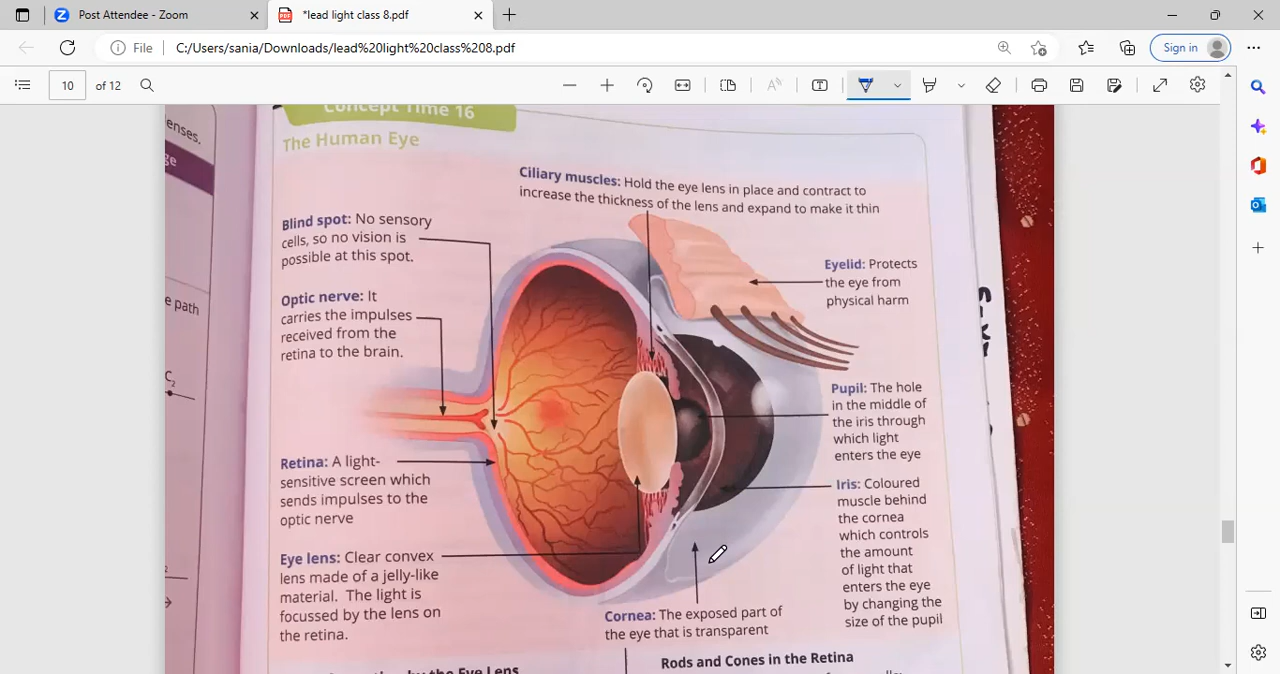 Post Attendee - Zoom
*lead light class 8.pdf
File
C:/Users/sania/Downloads/lead%20light%20class%208.pdf
Sign in
10
of 12
Concept Time 16
The Human Eye
enses,
ge
e path
C2
Ciliary muscles: Hold the eye lens in place and contract to
increase the thickness of the lens and expand to make it thin
Blind spot: No sensory
cells, so no vision is
possible at this spot.
Optic nerve: It
carries the impulses
received from the
retina to the brain.
Retina: A light-
sensitive screen which
sends impulses to the
optic nerve
Eye lens: Clear convex
lens made of a jelly-like
material. The light is
focussed by the lens on
the retina.
Eyelid: Protects
the eye from
physical harm
Pupil: The hole
in the middle of
the iris through
which light
enters the eye
Iris: Coloured
muscle behind
the cornea
which controls
the amount
of light that
enters the eye
by changing the
size of the pupil
Cornea: The exposed part of
the eye that is transparent
by the Eye Lens
Rods and Cones in the Retina